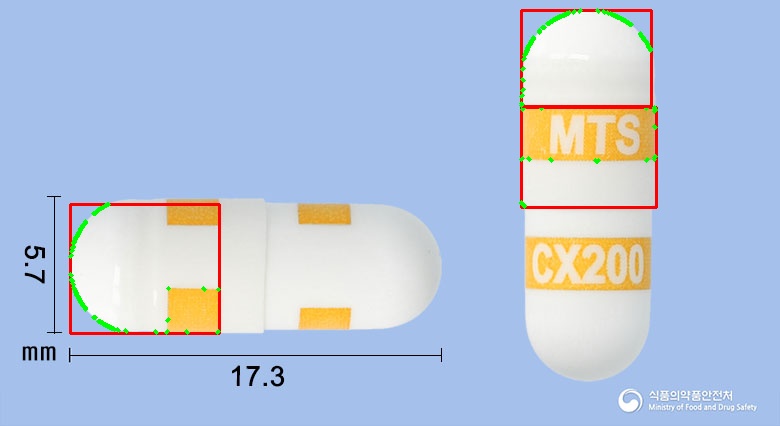 MTS
CX200
5.7
mm
17.3
식품의약품안전처
Ministry of Food and Drug Safety